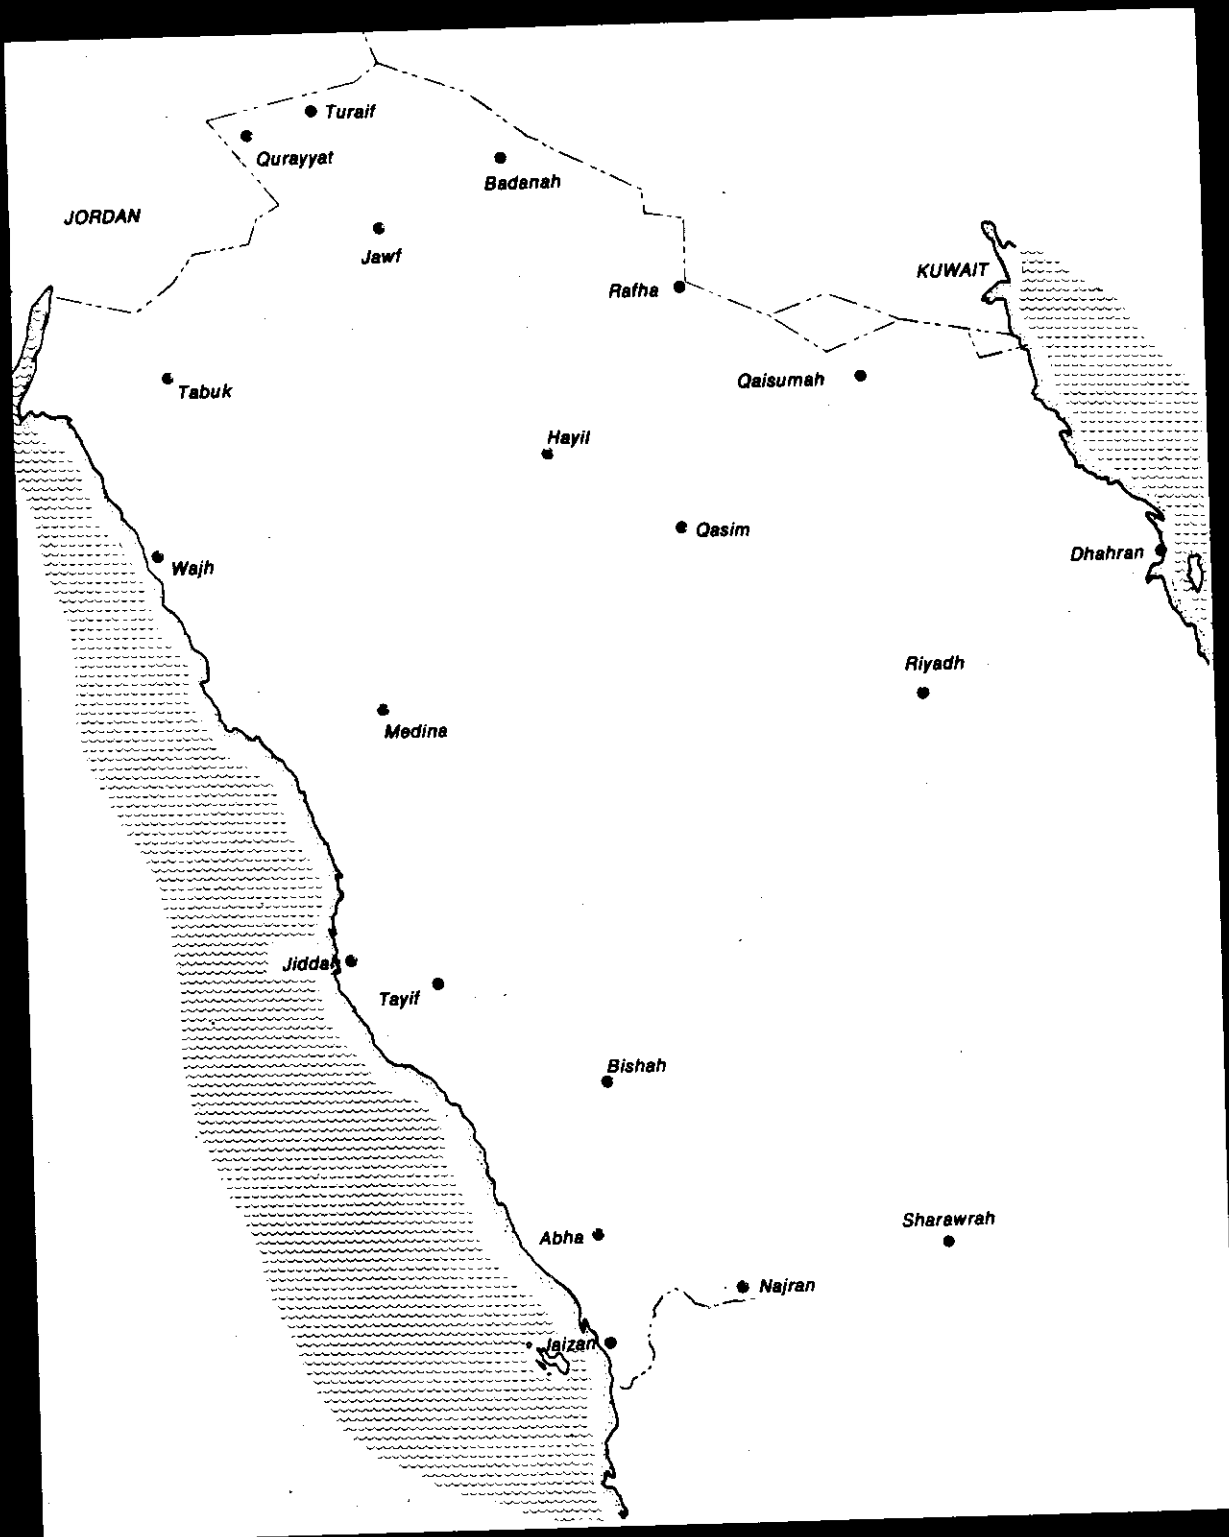 Turaif
Qurayyat
Badanah
JORDAN
Jawf
KUWAIT
Rafha
Qaisumah
Tabuk
Hayil
Qasim
Dhahran
Wajh
Riyadh
Medina
Jiddah
Tayif
Bishah
Sharawrah
Abha
Najran
Jaizan